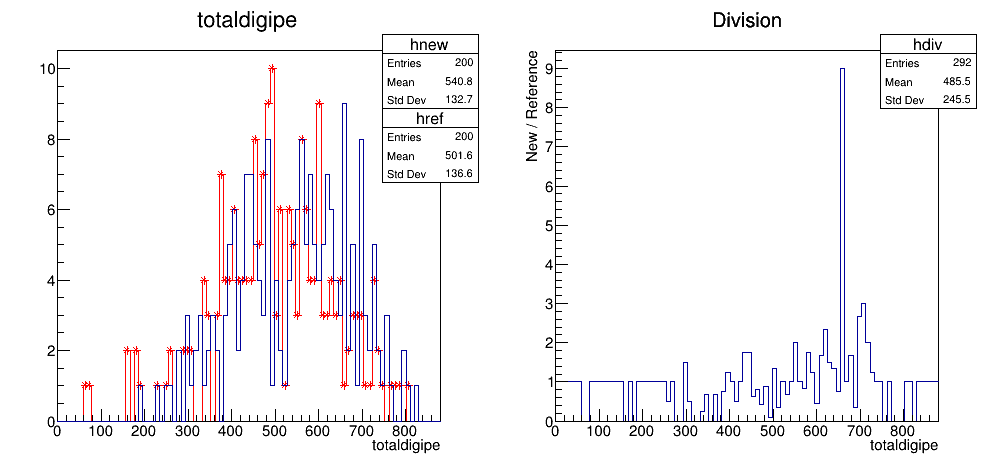 totaldigipe
hnew
Entries 200
Mean 540.8
Std Dev 132.7
href
Entries 200
Mean 501.6
Std Dev 136.6
10
8
6
4
2
0
0 100 200 300 400 500 600 700 800
totaldigipe
Division
hdiv
Entries 292
Mean 485.5
Std Dev 245.5
New / Reference
9
8
7
6
5
4
3
2
1
0
0 100 200 300 400 500 600 700 800
totaldigipe